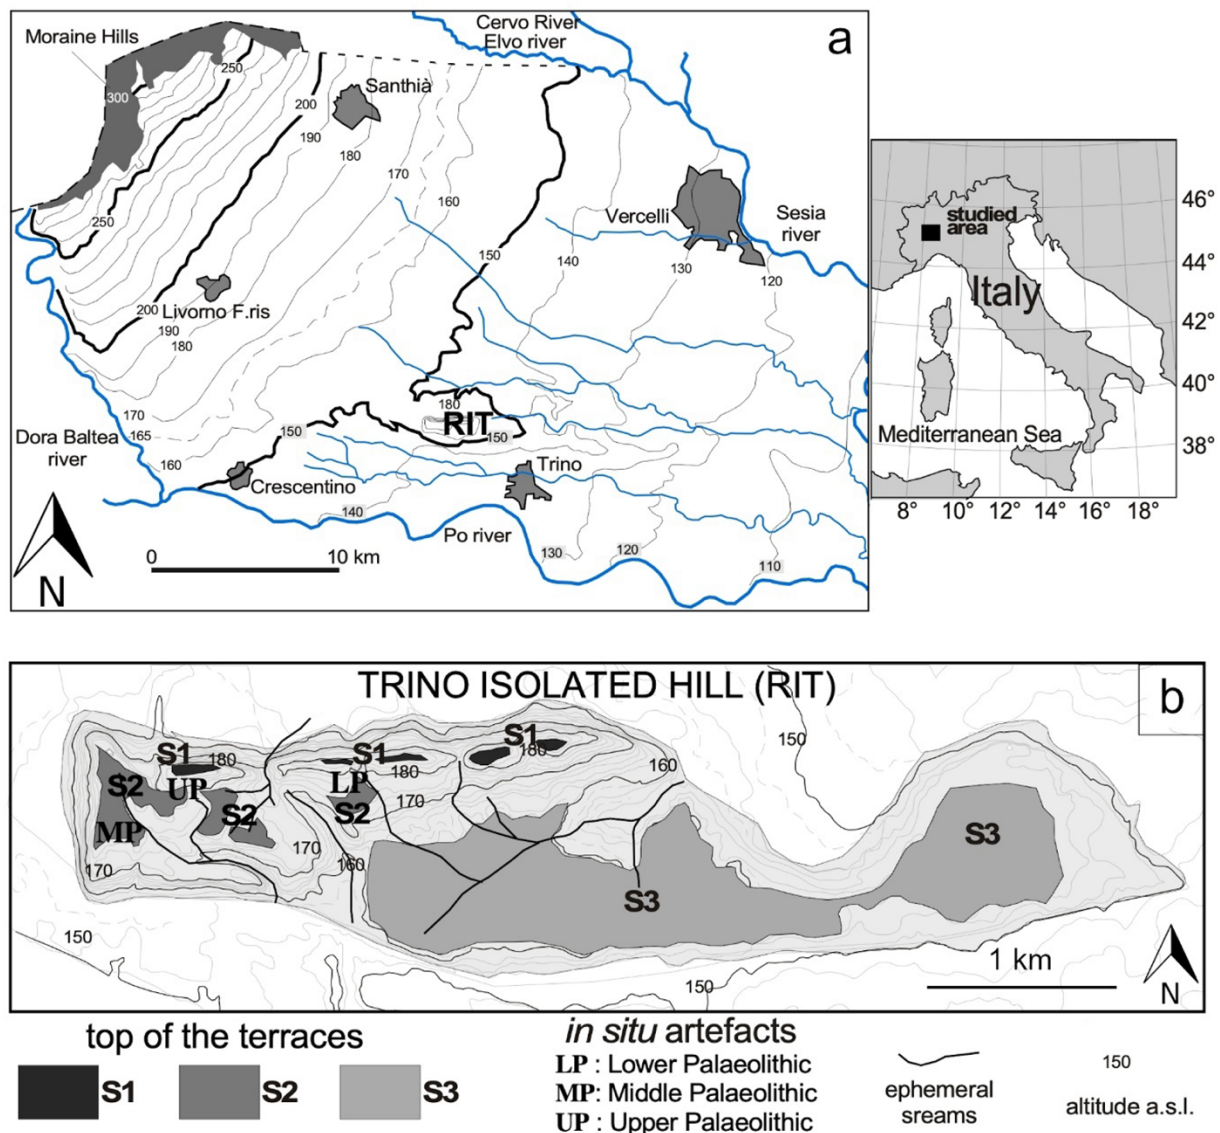 Moraine Hills
Cervo River
Elvo river
a
250
300
Santhià
200
190
180
170
160
250
Vercelli
Sesia
river
150
140
130
120
200
Livorno F.ris
190
180
170
165
160
Dora Baltea
river
180
RIT
150
150
Trino
Crescentino
140
Po river
130
120
110
0
10 km
N
46°
studied
area
44°
Italy
42°
40°
Mediterranean Sea
38°
8°
10°
12°
14°
16°
18°
TRINO ISOLATED HILL (RIT)
b
150
S1
180
S1
180
S1
180
160
S2
UP
LP
170
S2
S2
MP
170
170
160
S3
S3
150
150
1 km
N
top of the terraces
S1
S2
S3
in situ artefacts
LP : Lower Palaeolithic
MP: Middle Palaeolithic
UP : Upper Palaeolithic
ephemeral
sreams
150
altitude a.s.l.